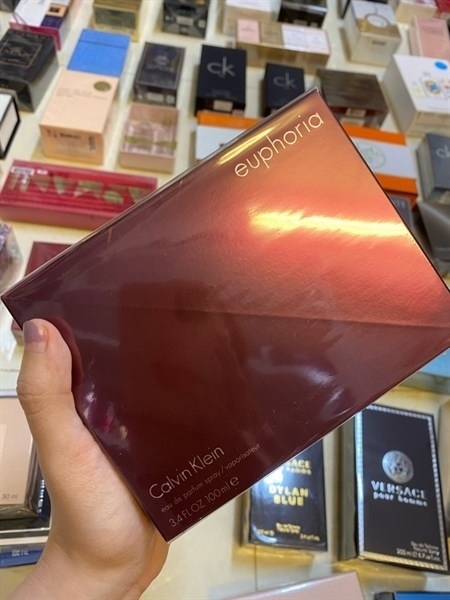 ck
ck
ck
euphoria
Calvin Klein
eau de parfum spray / vaporisateur
3.4 FL OZ 100 ml ℮
DYLAN
BLUE
VERSACE
pour homme